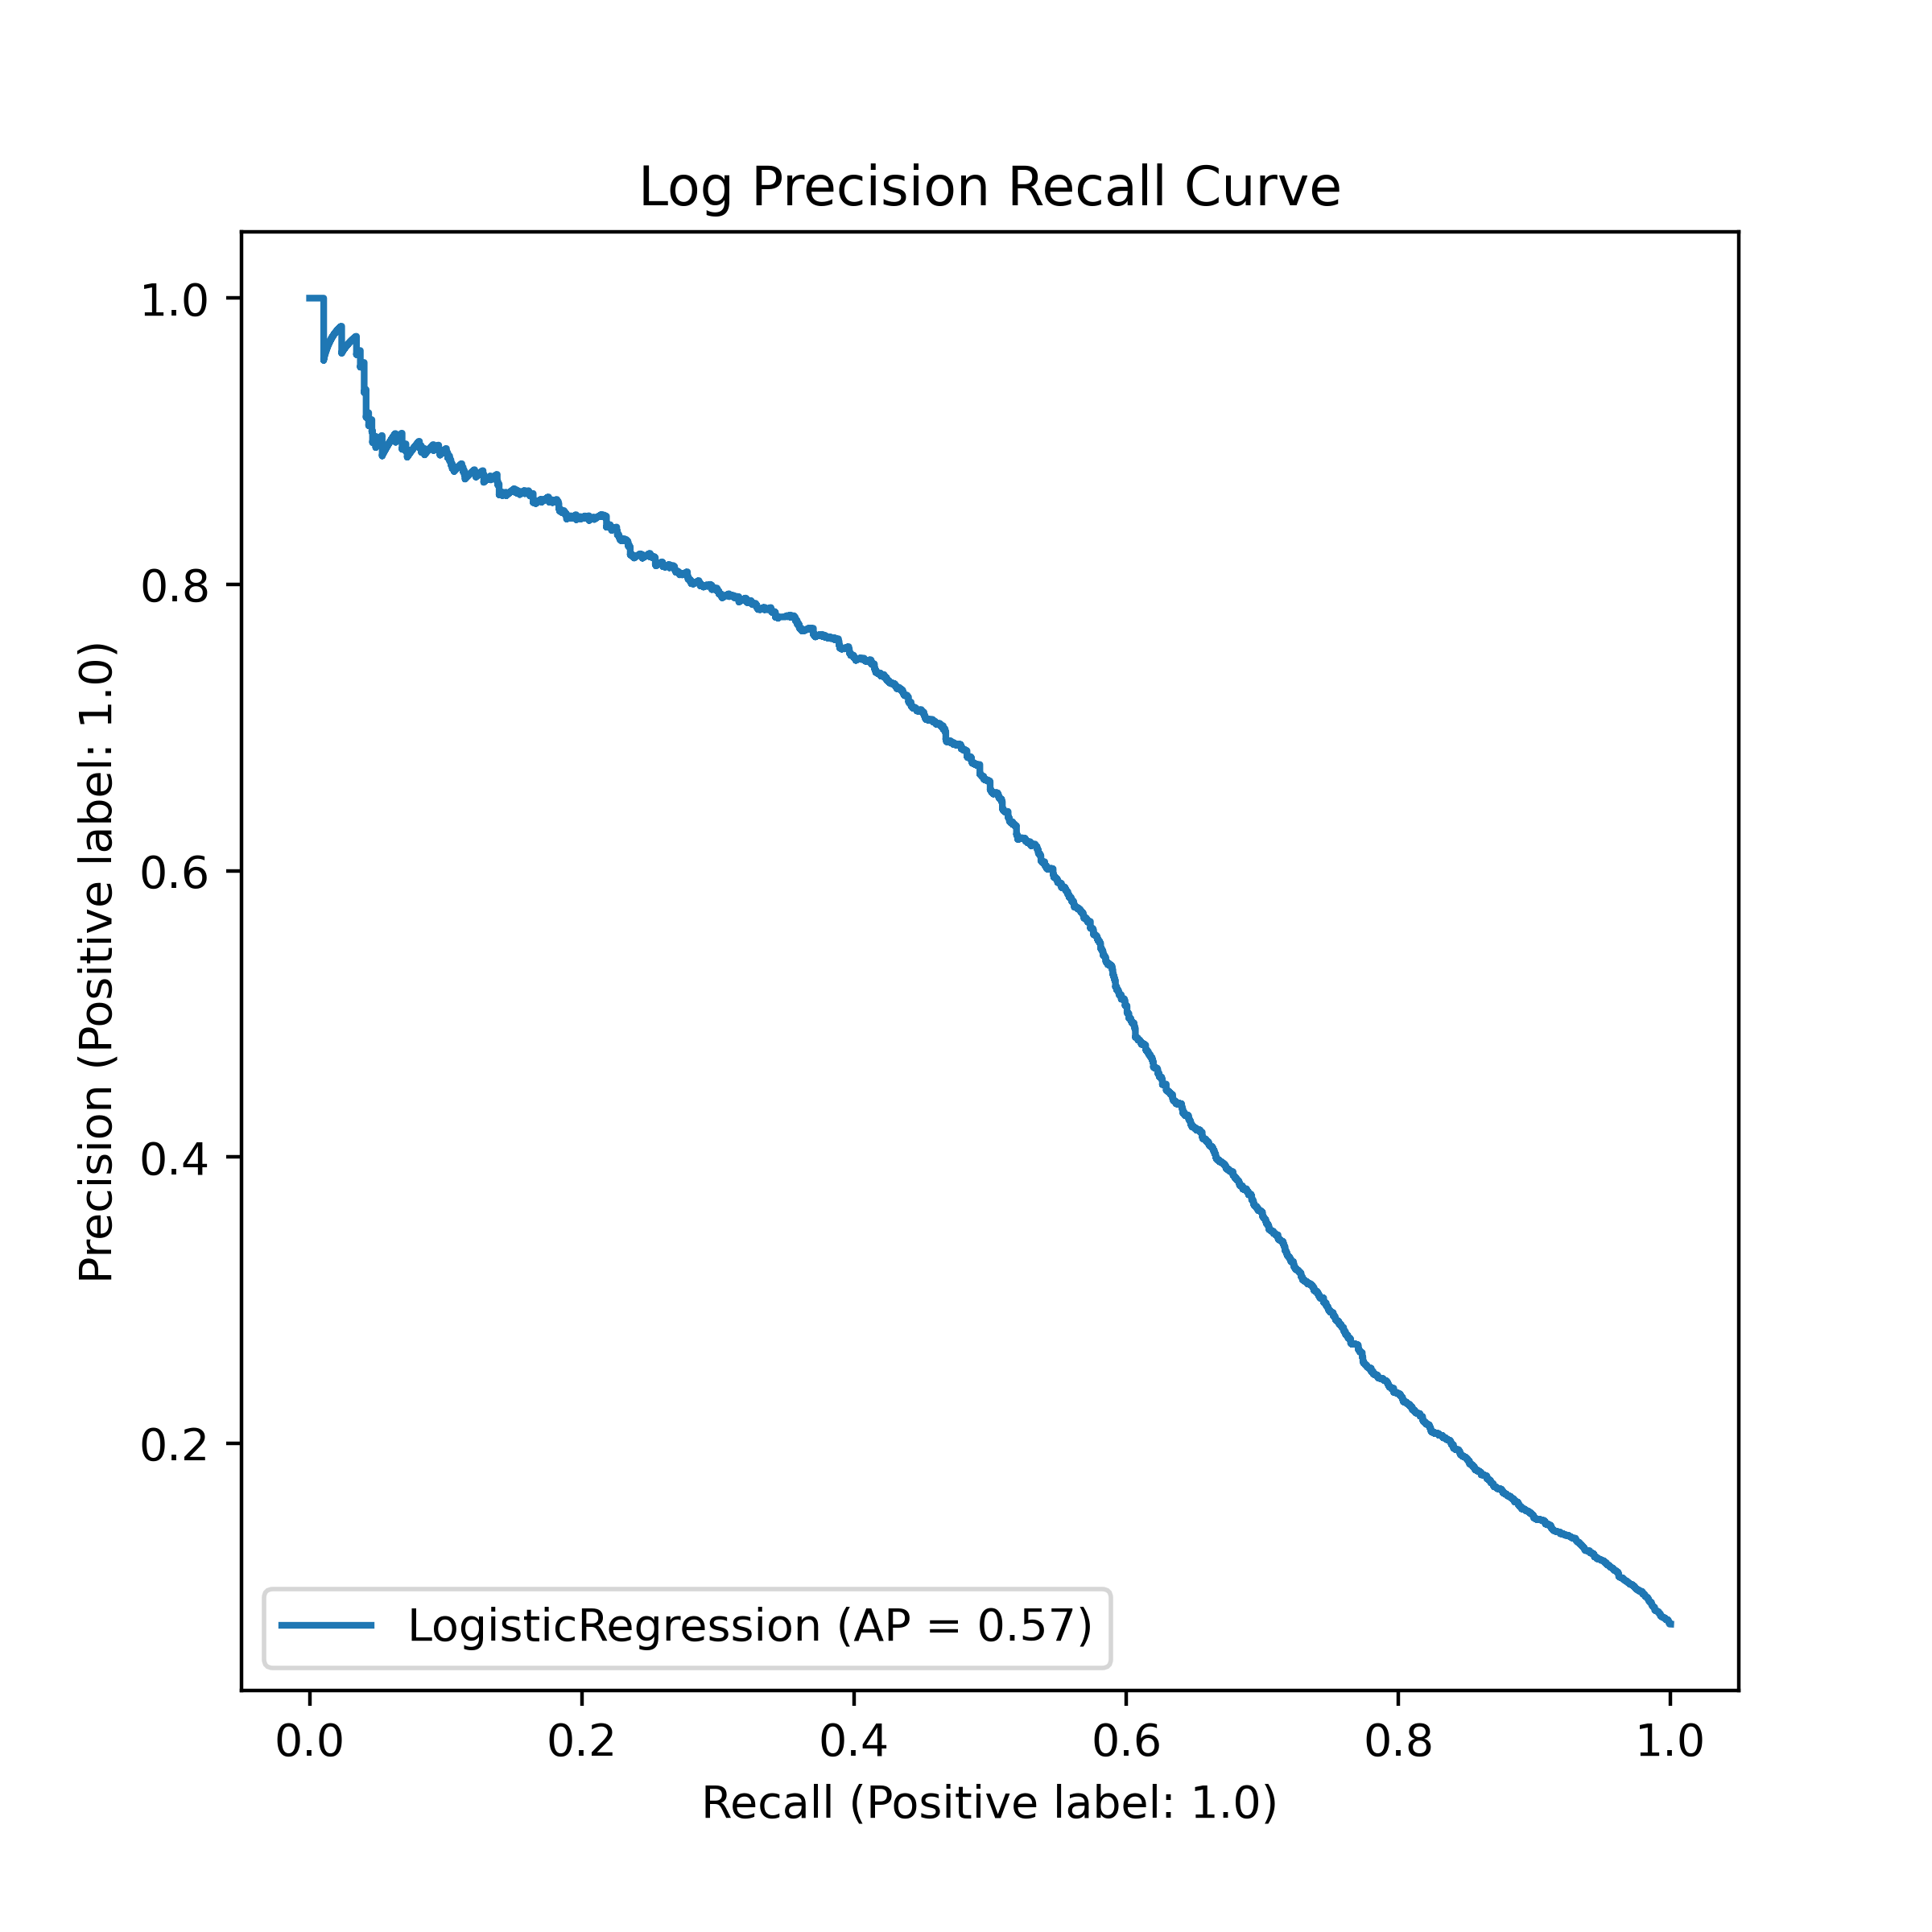 Log Precision Recall Curve
1.0
0.8
0.6
0.4
0.2
Precision (Positive label: 1.0)
LogisticRegression (AP = 0.57)
0.0 0.2 0.4 0.6 0.8 1.0
Recall (Positive label: 1.0)